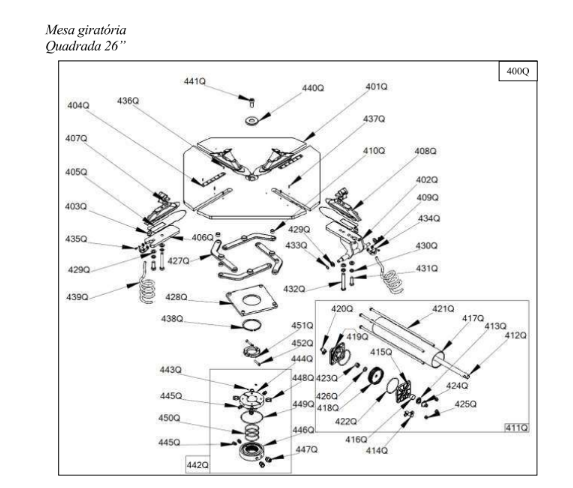 Mesa giratória
Quadrada 26”
400Q
441Q
440Q
401Q
436Q
404Q
437Q
407Q
410Q
408Q
405Q
402Q
409Q
403Q
434Q
435Q
406Q
429Q
433Q
430Q
427Q
429Q
431Q
439Q
432Q
428Q
420Q
421Q
417Q
438Q
413Q
419Q
412Q
451Q
415Q
452Q
443Q
444Q
423Q
448Q
424Q
445Q
449Q
426Q
418Q
425Q
450Q
422Q
446Q
416Q
411Q
445Q
447Q
414Q
442Q